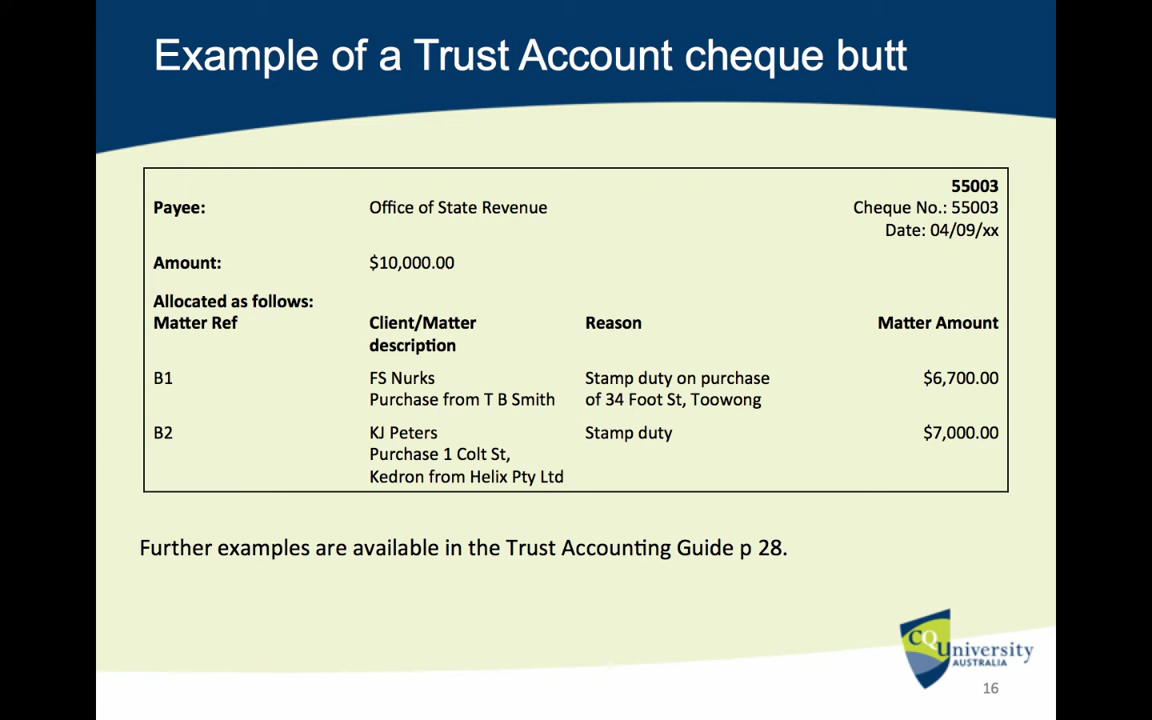 Example of a Trust Account cheque butt
55003
Payee: Office of State Revenue Cheque No.: 55003
Date: 04/09/xx
Amount: $10,000.00
Allocated as follows:
Matter Ref Client/Matter Reason Matter Amount
description
B1 FS Nurks Stamp duty on purchase $6,700.00
Purchase from T B Smith of 34 Foot St, Toowong
B2 KJ Peters Stamp duty $7,000.00
Purchase 1 Colt St,
Kedron from Helix Pty Ltd
Further examples are available in the Trust Accounting Guide p 28.
CQUniversity
AUSTRALIA
16